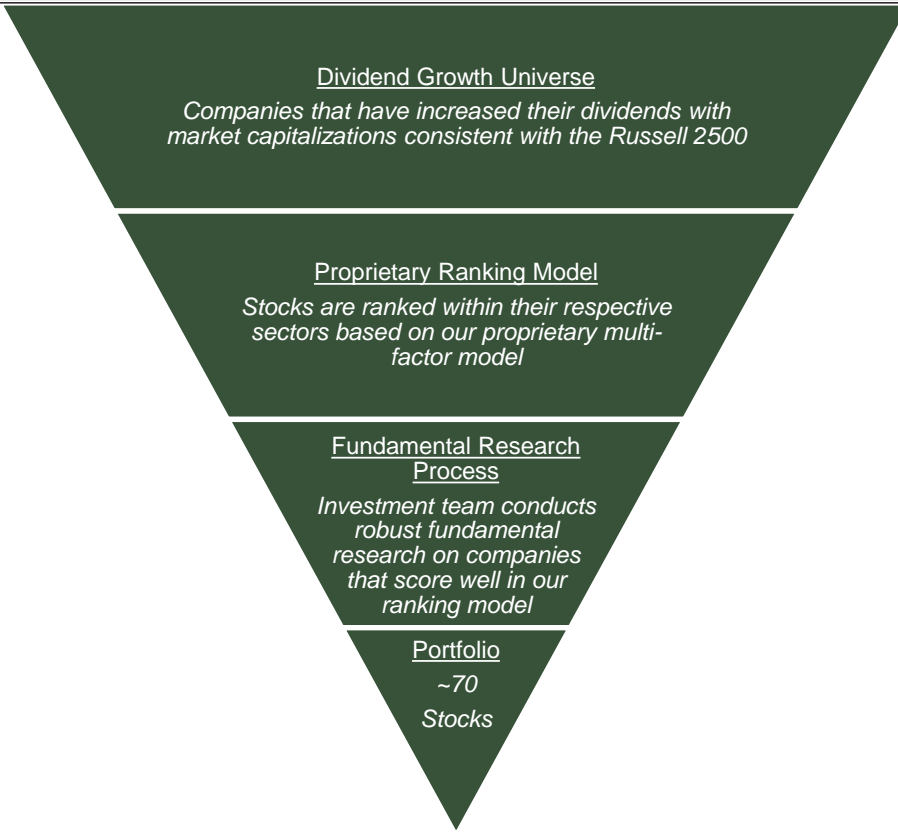 Dividend Growth Universe
Companies that have increased their dividends with
market capitalizations consistent with the Russell 2500
Proprietary Ranking Model
Stocks are ranked within their respective
sectors based on our proprietary multi-
factor model
Fundamental Research
Process
Investment team conducts
robust fundamental
research on companies
that score well in our
ranking model
Portfolio
~70
Stocks